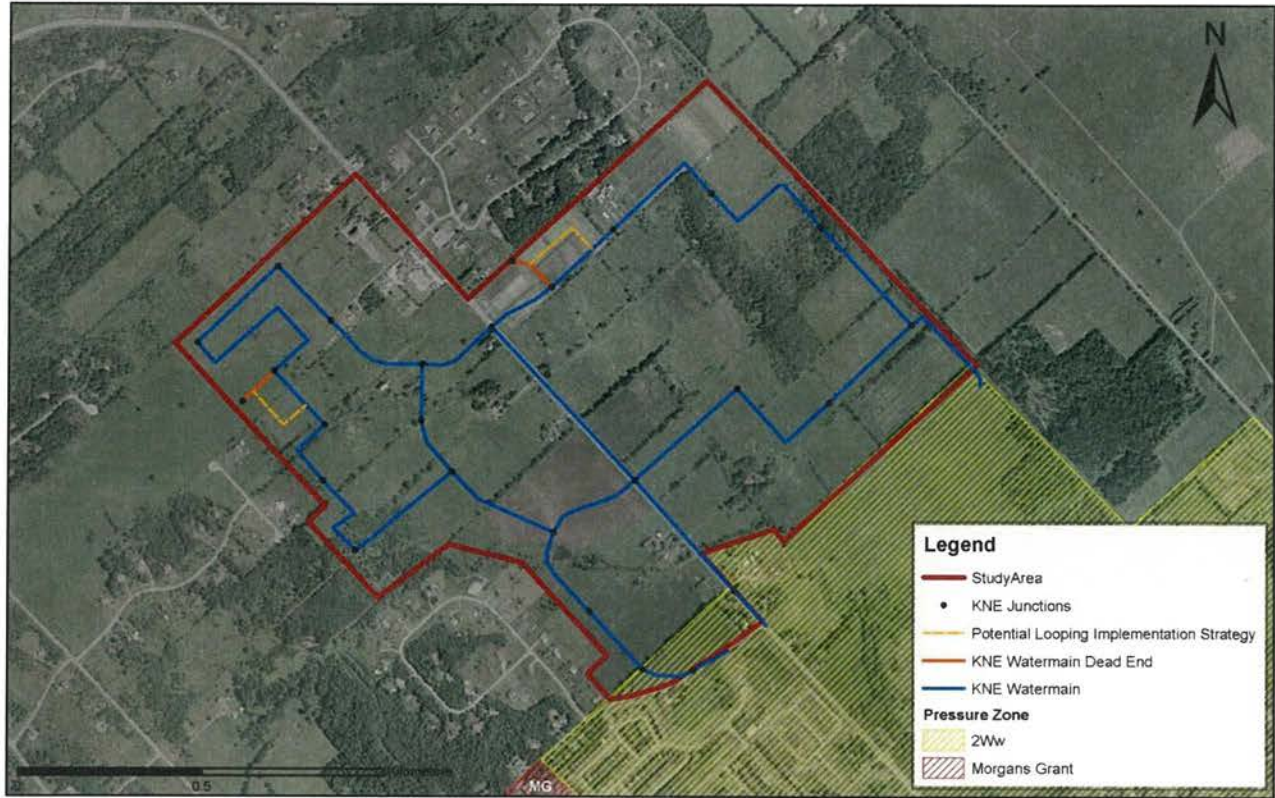 N
Legend
StudyArea
KNE Junctions
Potential Looping Implementation Strategy
KNE Watermain Dead End
KNE Watermain
Pressure Zone
2Ww
Morgans Grant
0.5
MG